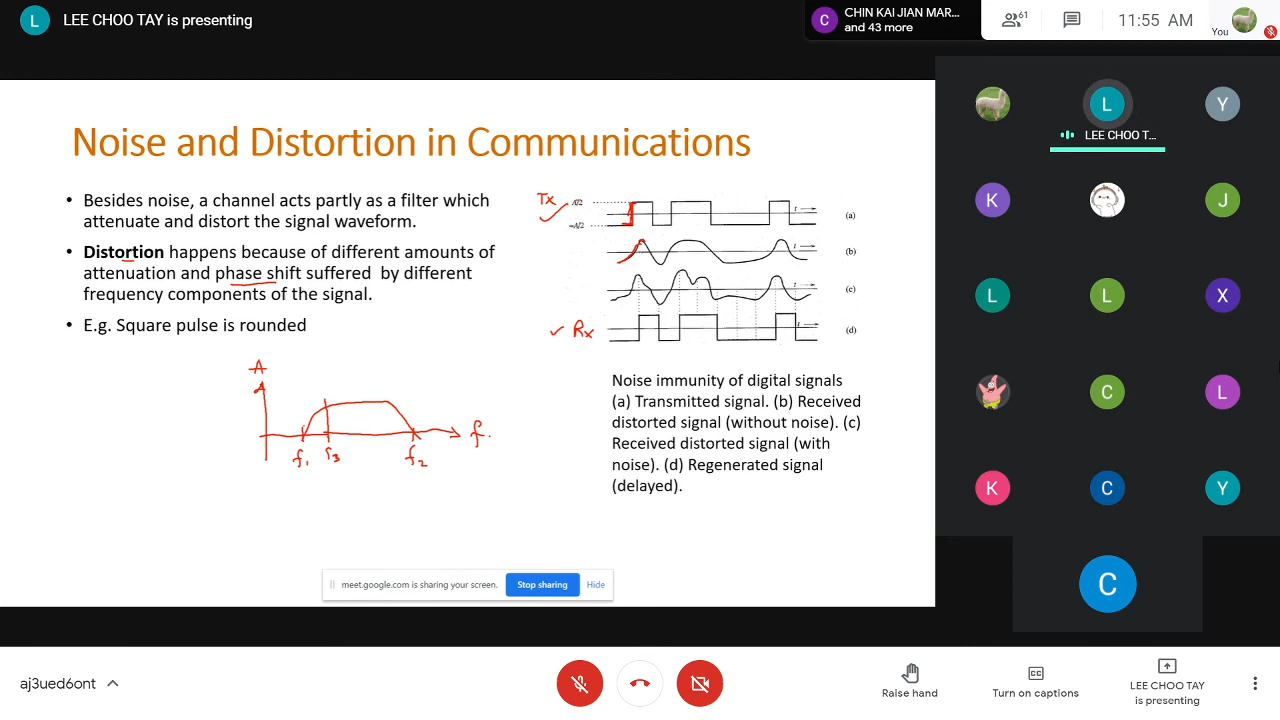 L LEE CHOO TAY is presenting
C CHIN KAI JIAN MAR...
and 43 more
61
11:55 AM
You
Noise and Distortion in Communications
• Besides noise, a channel acts partly as a filter which
attenuate and distort the signal waveform.
• Distortion happens because of different amounts of
attenuation and phase shift suffered by different
frequency components of the signal.
• E.g. Square pulse is rounded
A
f.
f1 f3 f2
Tx
A/2
-A/2
t
(a)
t
(b)
t
(c)
Rx
t
(d)
Noise immunity of digital signals
(a) Transmitted signal. (b) Received
distorted signal (without noise). (c)
Received distorted signal (with
noise). (d) Regenerated signal
(delayed).
meet.google.com is sharing your screen. Stop sharing Hide
L Y
LEE CHOO T...
K J
L L X
C L
K C Y
C
aj3ued6ont
Raise hand
Turn on captions
LEE CHOO TAY
is presenting